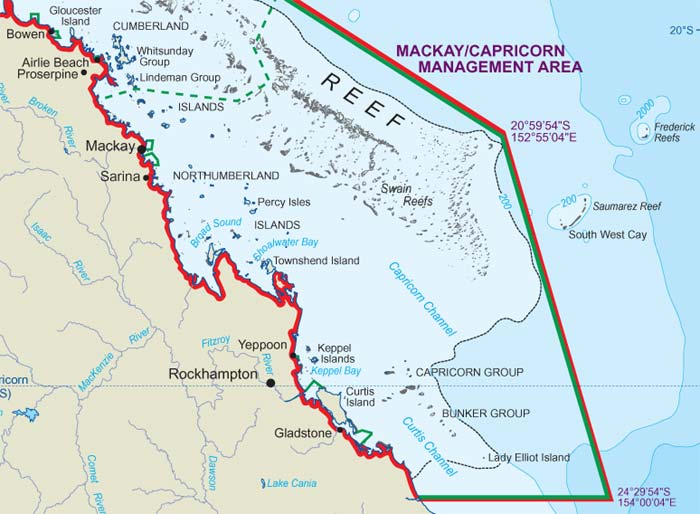 Gloucester
Island
CUMBERLAND
Bowen
Whitsunday
Group
Airlie Beach
Proserpine
Lindeman Group
ISLANDS
Broken
River
REEF
MACKAY/CAPRICORN
MANAGEMENT AREA
20°S
2000
Frederick
Reefs
20°59'54"S
152°55'04"E
Mackay
Sarina
NORTHUMBERLAND
Swain
Reefs
Percy Isles
ISLANDS
200
200
Saumarez Reef
South West Cay
Isaac
River
Broad Sound
Shoalwater Bay
Townshend Island
Capricorn Channel
MacKenzie
River
Fitzroy
River
Yeppoon
Keppel
Islands
Keppel Bay
Rockhampton
CAPRICORN GROUP
apricorn
S)
Curtis
Island
BUNKER GROUP
Gladstone
Curtis Channel
Lady Elliot Island
Comet
River
Dawson
River
Lake Cania
24°29'54"S
154°00'04"E